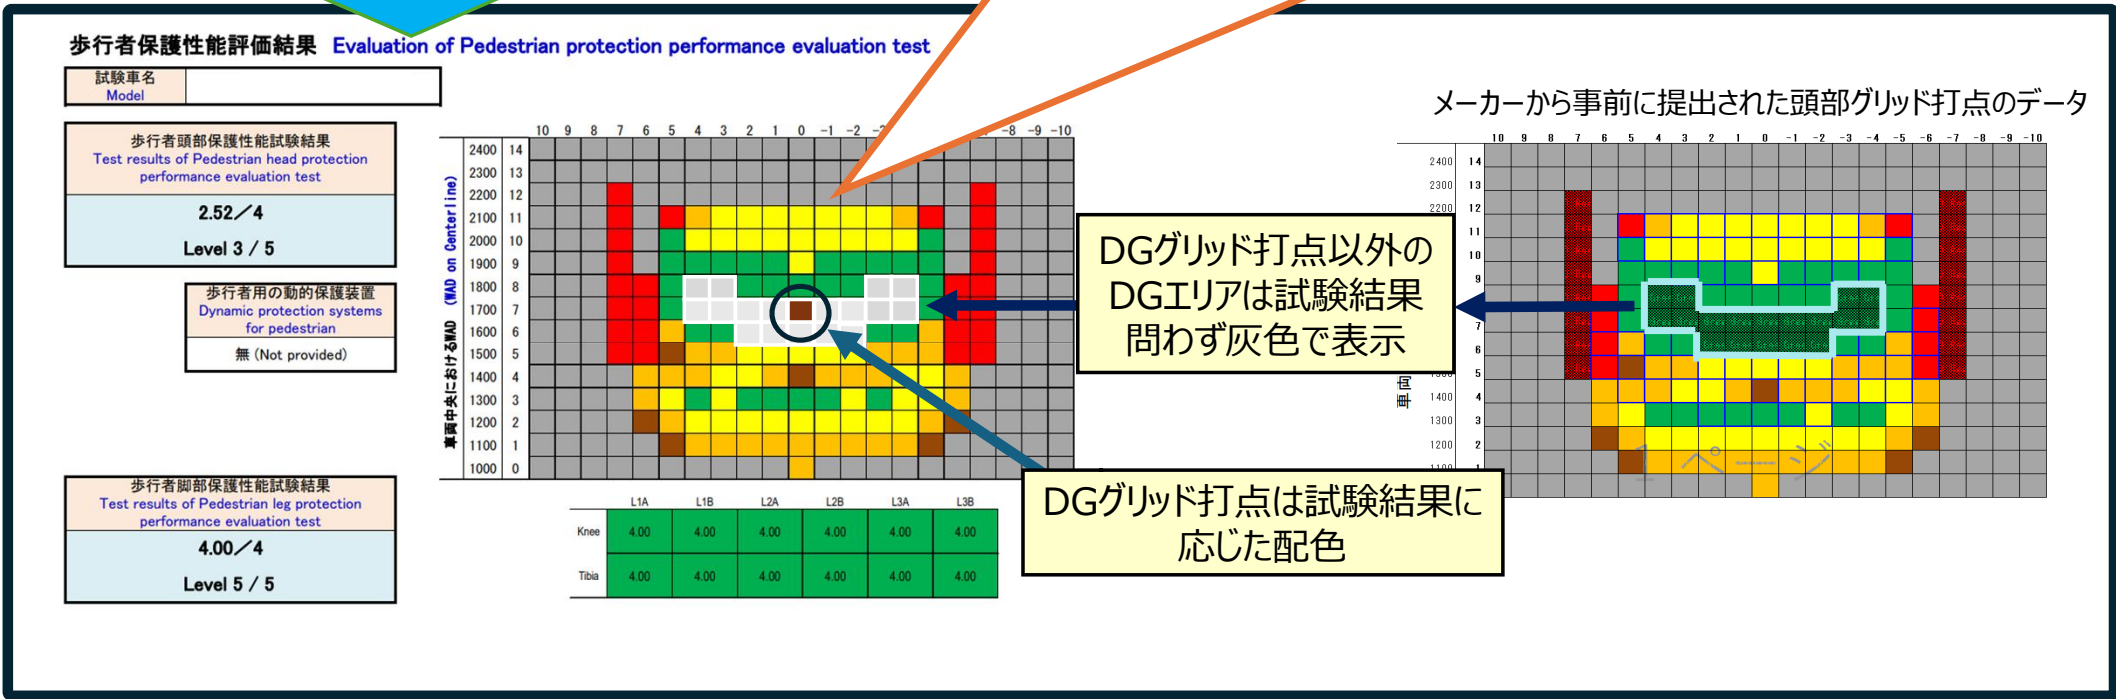 歩行者保護性能評価結果 Evaluation of Pedestrian protection performance evaluation test
試験車名
Model
歩行者頭部保護性能試験結果
Test results of Pedestrian head protection
performance evaluation test
2.52／4
Level 3 / 5
歩行者用の動的保護装置
Dynamic protection systems
for pedestrian
無 (Not provided)
歩行者脚部保護性能試験結果
Test results of Pedestrian leg protection
performance evaluation test
4.00／4
Level 5 / 5
車両中央におけるWAD (WAD on Centerline)
10 9 8 7 6 5 4 3 2 1 0 -1 -2 -8 -9 -10
2400 14
2300 13
2200 12
2100 11
2000 10
1900 9
1800 8
1700 7
1600 6
1500 5
1400 4
1300 3
1200 2
1100 1
1000 0
L1A L1B L2A L2B L3A L3B
Knee 4.00 4.00 4.00 4.00 4.00 4.00
Tibia 4.00 4.00 4.00 4.00 4.00 4.00
DGグリッド打点以外の
DGエリアは試験結果
問わず灰色で表示
DGグリッド打点は試験結果に
応じた配色
メーカーから事前に提出された頭部グリッド打点のデータ
10 9 8 7 6 5 4 3 2 1 0 -1 -2 -3 -4 -5 -6 -7 -8 -9 -10
2400 14
2300 13
2200 12
11
10
9
7
6
5
1400 4
1300 3
1200 2
車両
1ページ